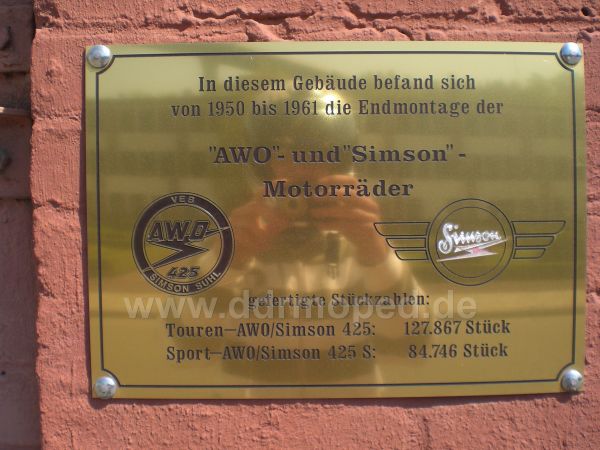 In diesem Gebäude befand sich
von 1950 bis 1961 die Endmontage der
"AWO"- und "Simson" -
Motorräder
VEB
AWO
425
SIMSON SUHL
Simson
www.ddrmoped.de
gefertigte Stückzahlen:
Touren—AWO/Simson 425: 127.867 Stück
Sport—AWO/Simson 425 S: 84.746 Stück